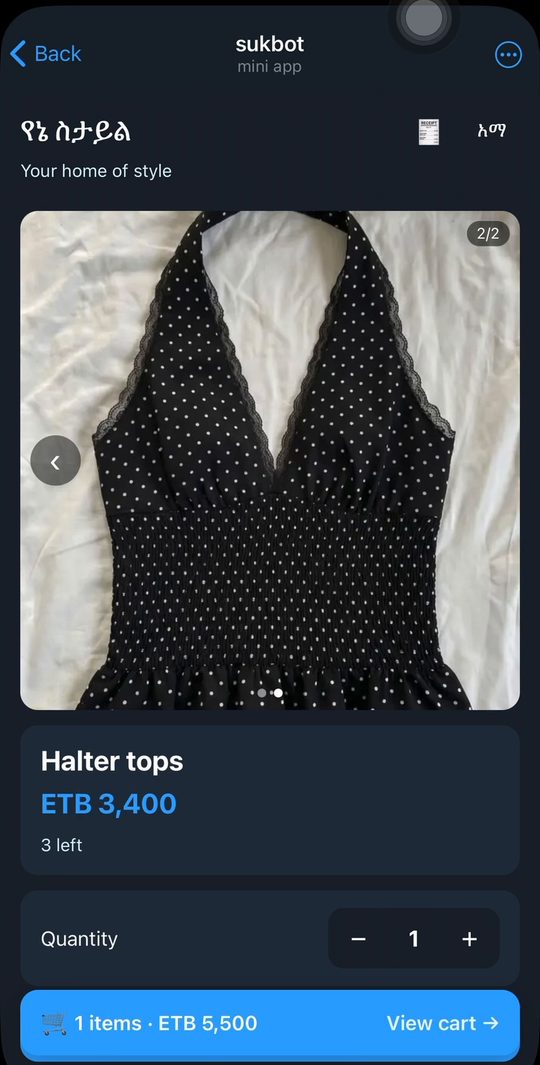 Back
sukbot
mini app
የኔ ስታይል
RECEIPT
አማ
Your home of style
2/2
Halter tops
ETB 3,400
3 left
Quantity
− 1 +
1 items · ETB 5,500
View cart →